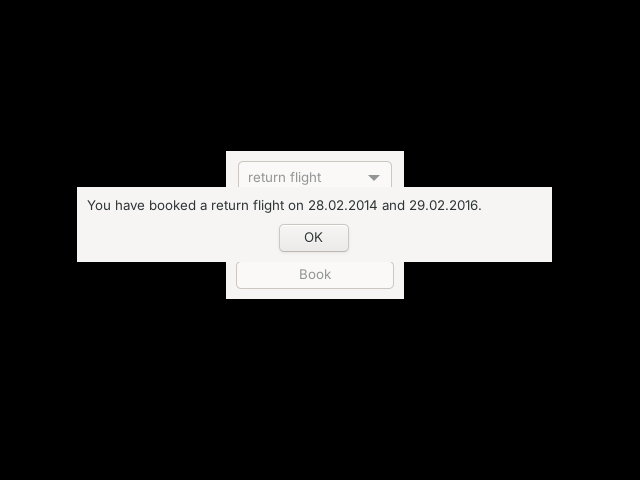 return flight
You have booked a return flight on 28.02.2014 and 29.02.2016.
OK
Book